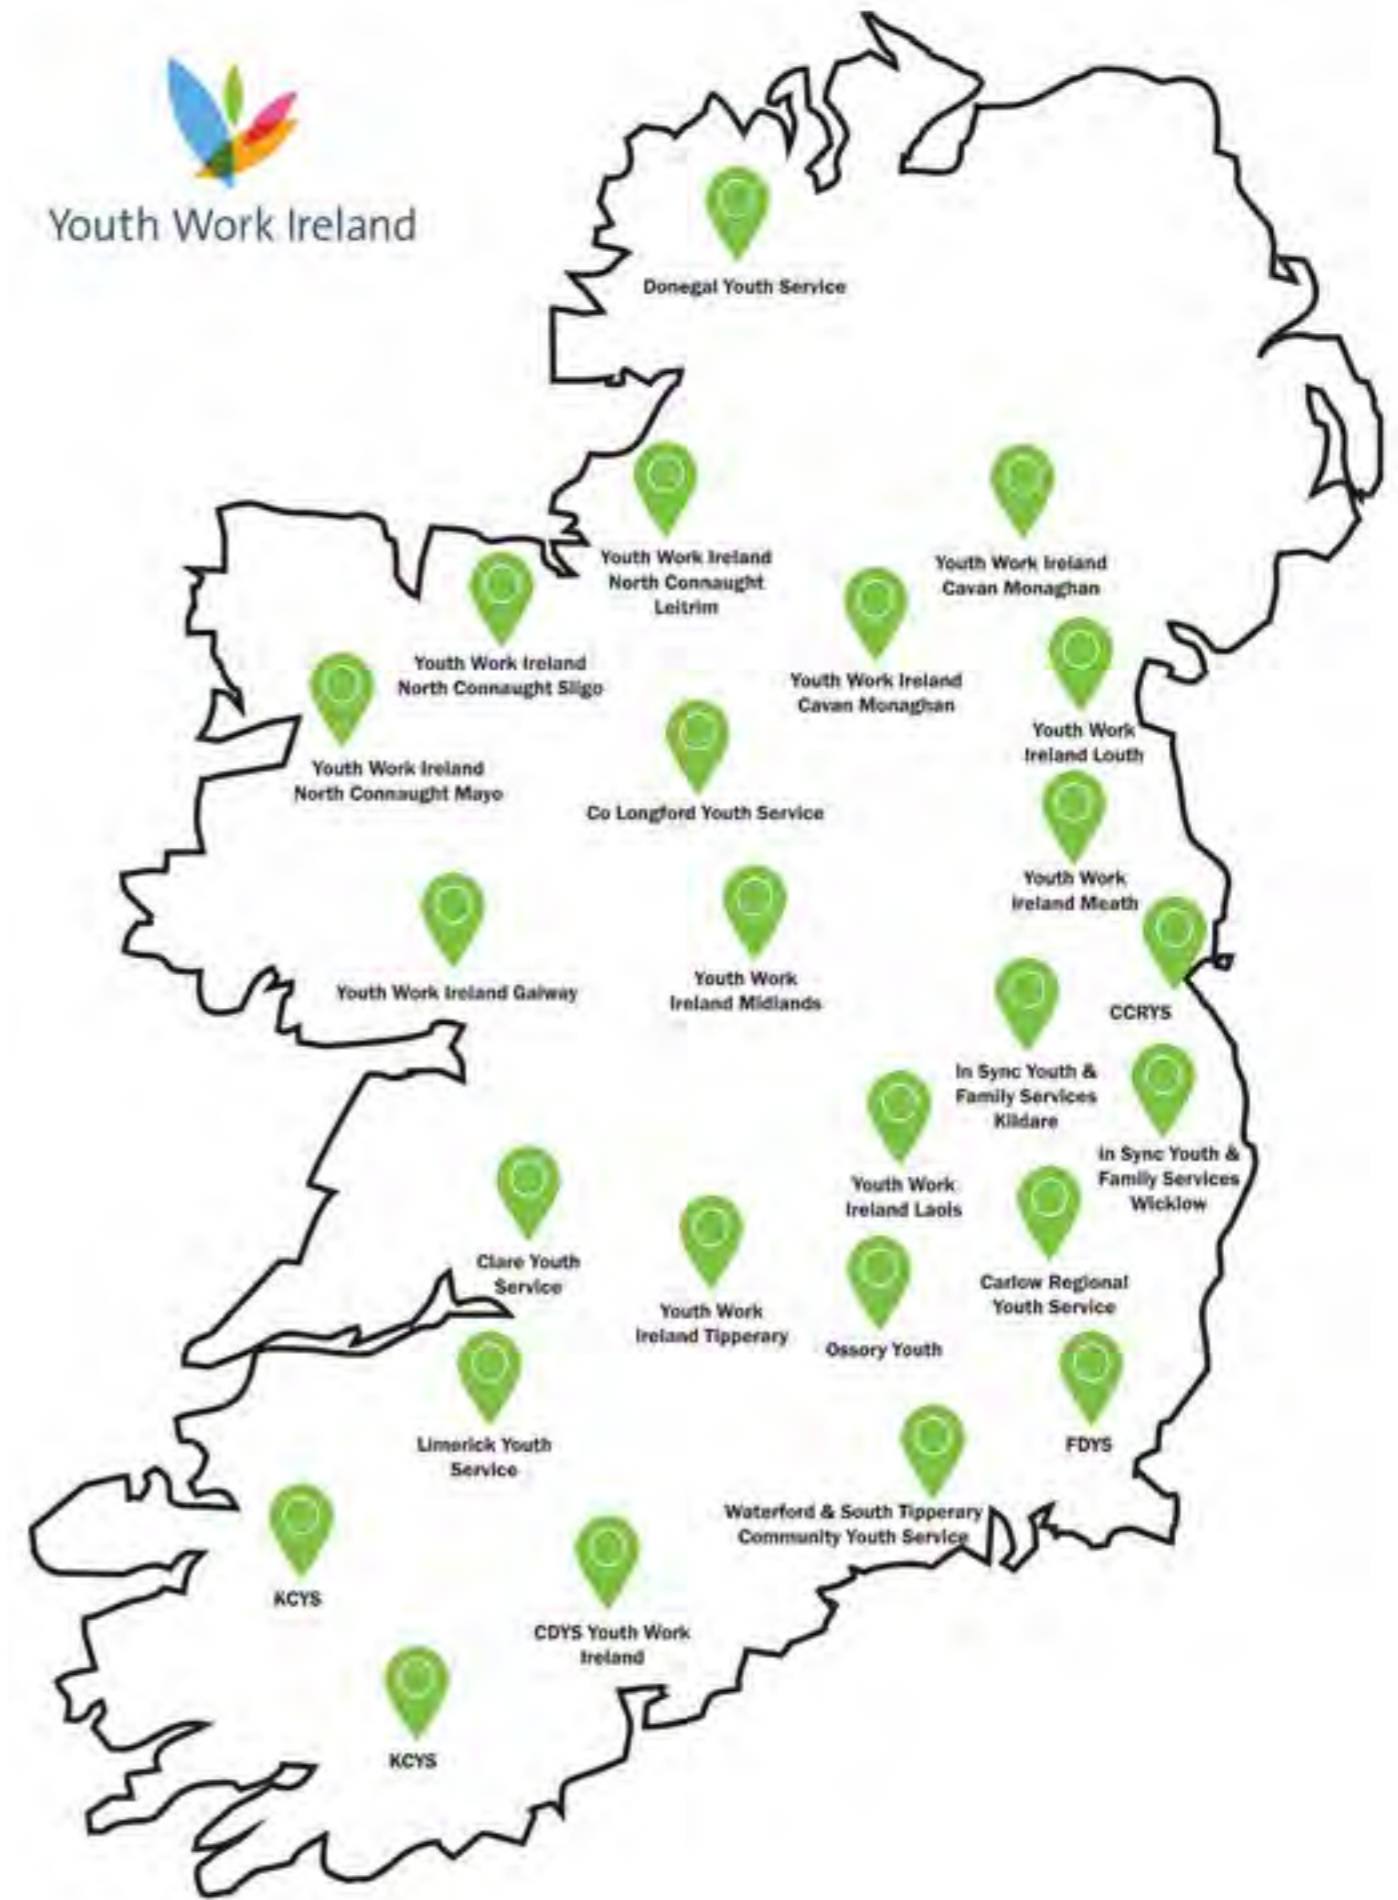 Youth Work Ireland
Donegal Youth Service
Youth Work Ireland
North Connaught
Leitrim
Youth Work Ireland
Cavan Monaghan
Youth Work Ireland
North Connaught Sligo
Youth Work Ireland
Cavan Monaghan
Youth Work
Ireland Louth
Youth Work Ireland
North Connaught Mayo
Co Longford Youth Service
Youth Work
Ireland Meath
Youth Work Ireland Galway
Youth Work
Ireland Midlands
CCRYS
In Sync Youth &
Family Services
Kildare
In Sync Youth &
Family Services
Wicklow
Youth Work
Ireland Laois
Clare Youth
Service
Youth Work
Ireland Tipperary
Carlow Regional
Youth Service
Ossory Youth
Limerick Youth
Service
FDYS
Waterford & South Tipperary
Community Youth Service
KCYS
CDYS Youth Work
Ireland
KCYS